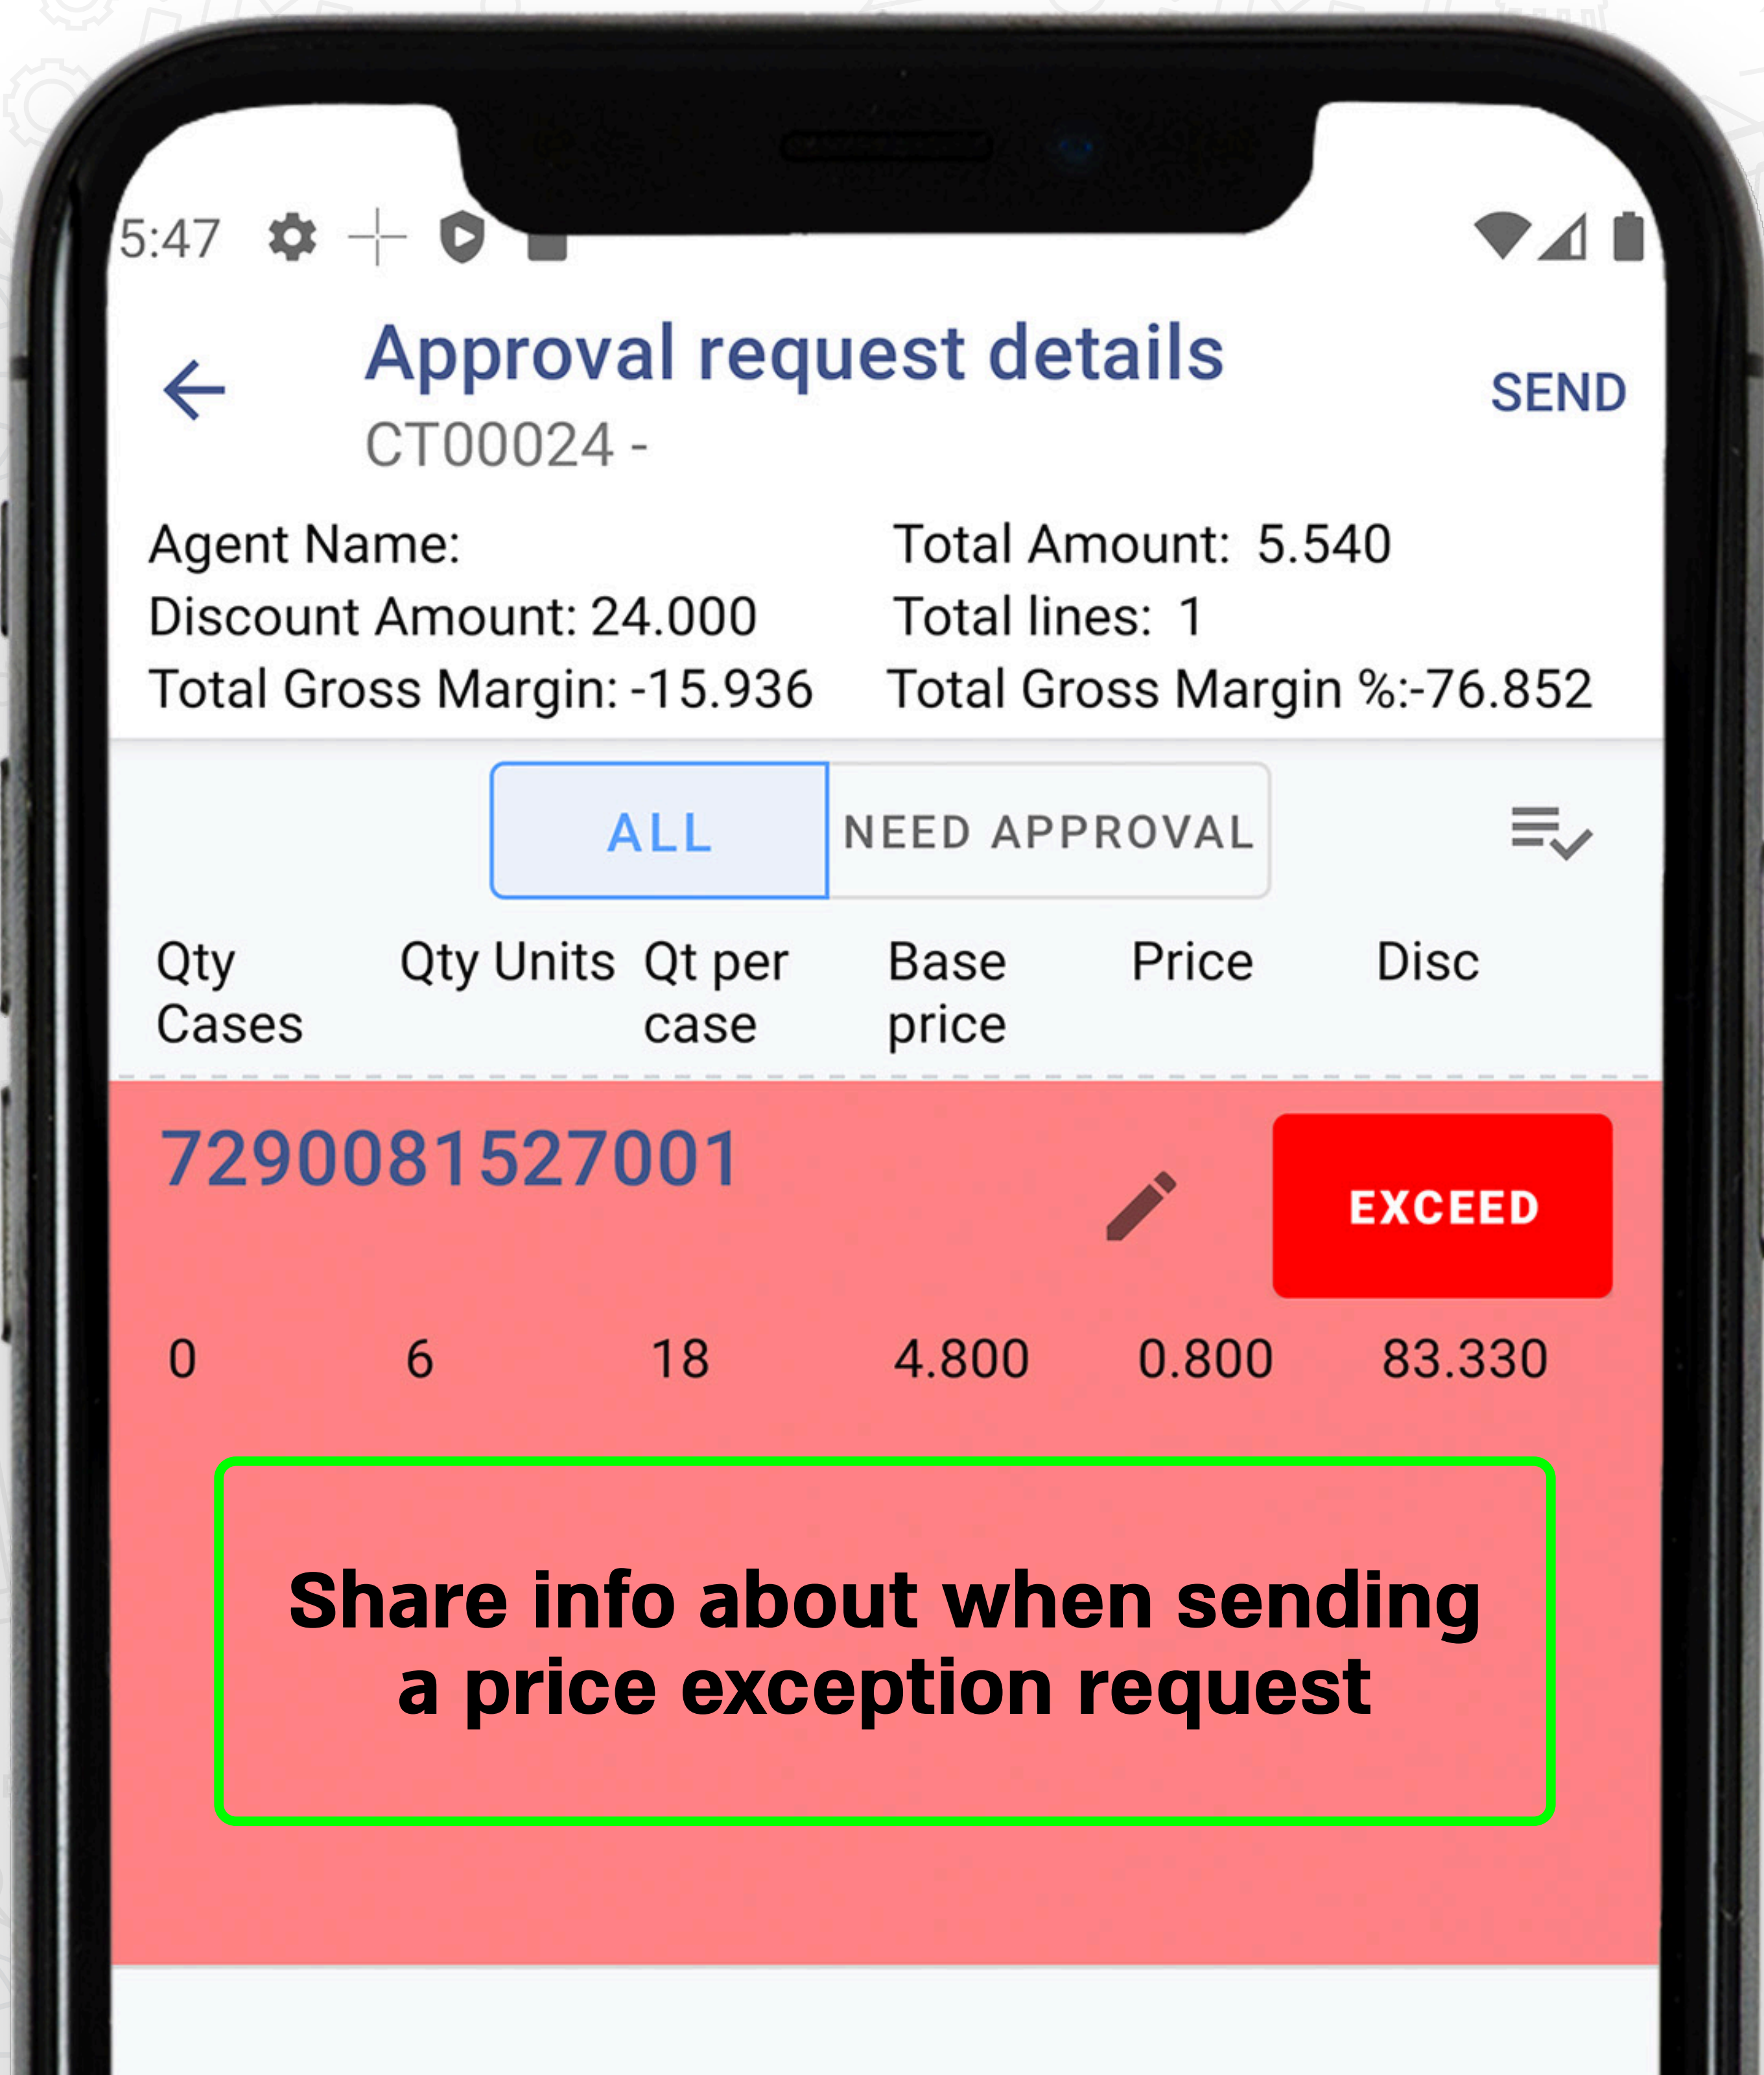 5:47
Approval request details
SEND
CT00024 -
Agent Name:
Total Amount: 5.540
Discount Amount: 24.000
Total lines: 1
Total Gross Margin: -15.936
Total Gross Margin %:-76.852
ALL
NEED APPROVAL
Qty Cases
Qty Units
Qt per case
Base price
Price
Disc
7290081527001
EXCEED
0 6 18 4.800 0.800 83.330
Share info about when sending
a price exception request